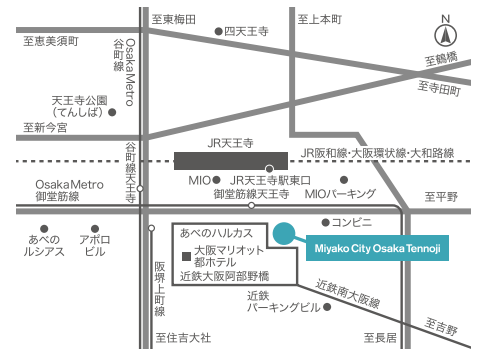 至東梅田
至上本町
N
至恵美須町
Osaka Metro
谷町線
四天王寺
至鶴橋
至寺田町
天王寺公園
（てんしば）
至新今宮
JR天王寺
谷町線天王寺
JR阪和線・大阪環状線・大和路線
MIO
JR天王寺駅東口
御堂筋線天王寺
MIOパーキング
Osaka Metro
御堂筋線
至平野
コンビニ
あべの
ルシアス
アポロ
ビル
あべのハルカス
大阪マリオット
都ホテル
近鉄大阪阿部野橋
Miyako City Osaka Tennoji
阪堺上町線
近鉄
パーキングビル
近鉄南大阪線
至吉野
至住吉大社
至長居